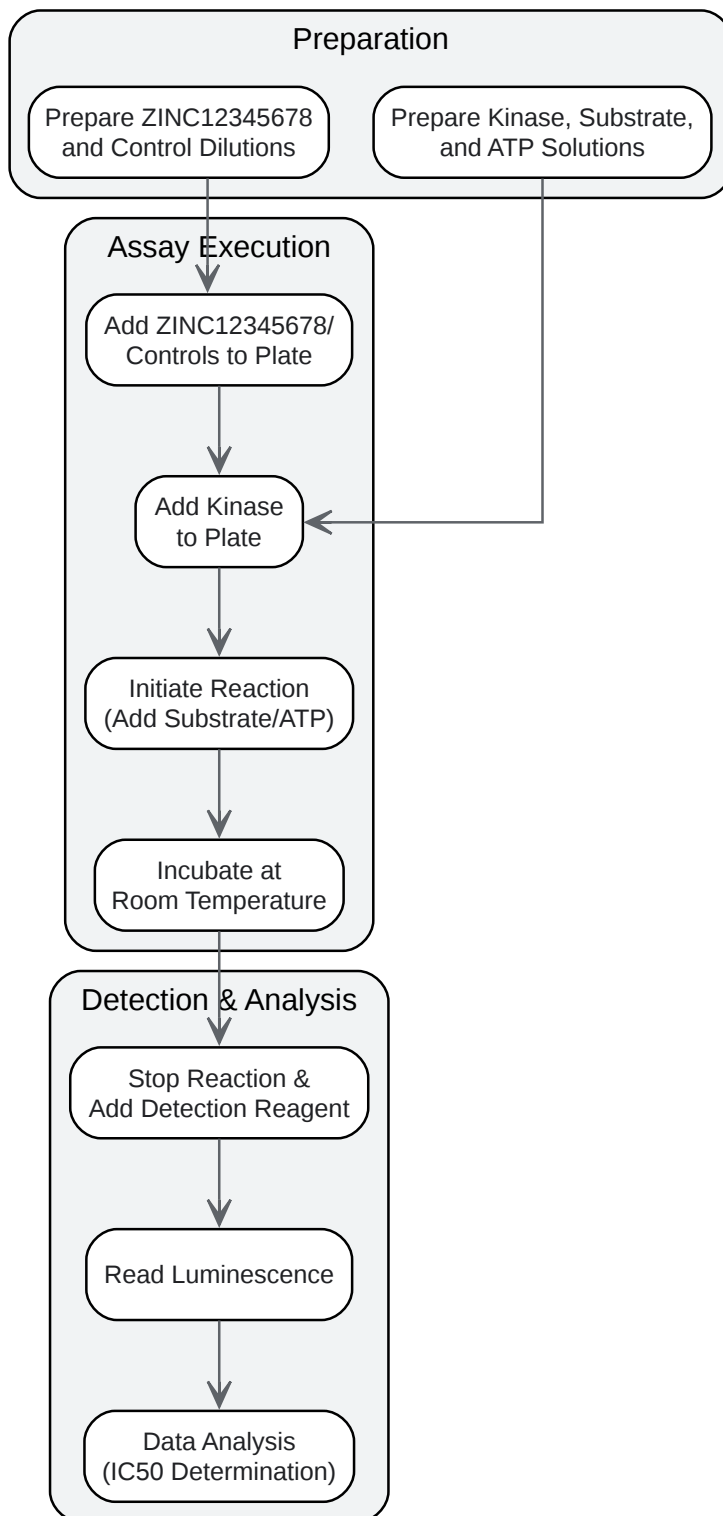 Preparation
Prepare ZINC12345678
and Control Dilutions
Prepare Kinase, Substrate,
and ATP Solutions
Assay Execution
Add ZINC12345678/
Controls to Plate
Add Kinase
to Plate
Initiate Reaction
(Add Substrate/ATP)
Incubate at
Room Temperature
Detection & Analysis
Stop Reaction &
Add Detection Reagent
Read Luminescence
Data Analysis
(IC50 Determination)